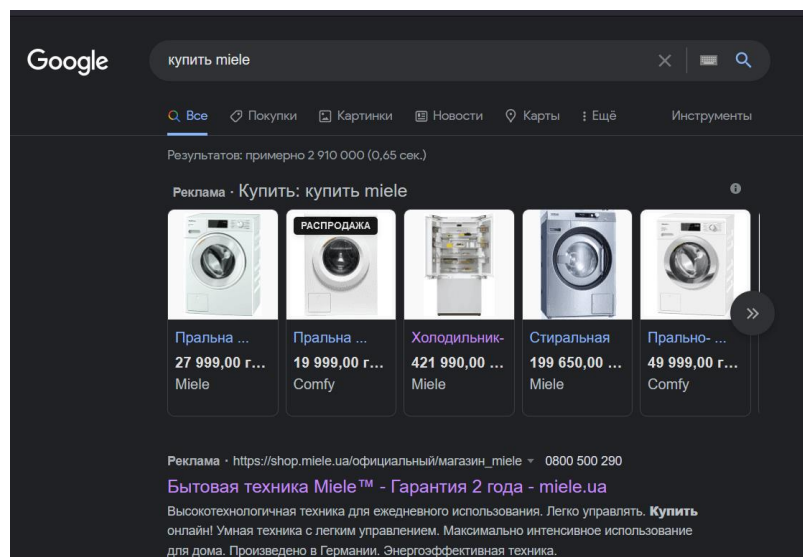 Google
купить miele
Все Покупки Картинки Новости Карты Ещё Инструменты
Результатов: примерно 2 910 000 (0,65 сек.)
Реклама · Купить: купить miele
РАСПРОДАЖА
Пральна ... Пральна ... Холодильник- Стиральная Прально- ...
27 999,00 г... 19 999,00 г... 421 990,00 ... 199 650,00 ... 49 999,00 г...
Miele Comfy Miele Miele Comfy
Реклама · https://shop.miele.ua/официальный/магазин_miele 0800 500 290
Бытовая техника Miele™ - Гарантия 2 года - miele.ua
Высокотехнологичная техника для ежедневного использования. Легко управлять. Купить
онлайн! Умная техника с легким управлением. Максимально интенсивное использование
для дома. Произведено в Германии. Энергоэффективная техника.